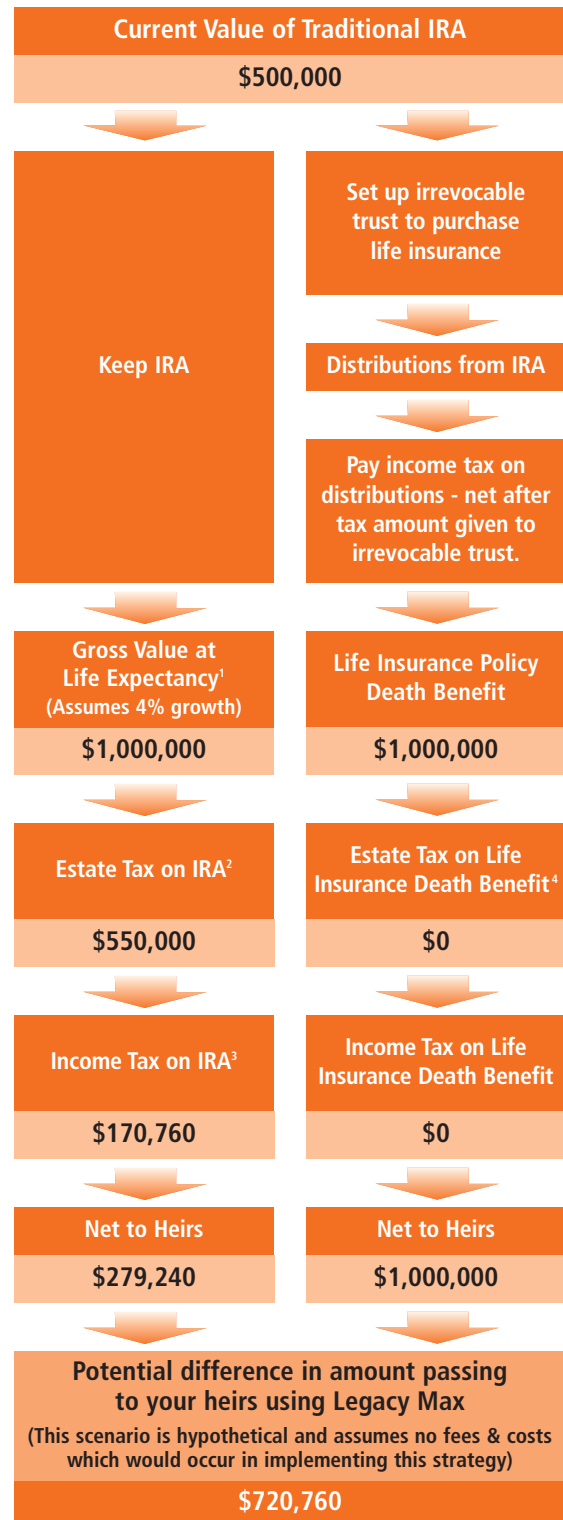 Current Value of Traditional IRA
$500,000
Keep IRA
Gross Value at
Life Expectancy¹
(Assumes 4% growth)
$1,000,000
Estate Tax on IRA²
$550,000
Income Tax on IRA³
$170,760
Net to Heirs
$279,240
Set up irrevocable
trust to purchase
life insurance
Distributions from IRA
Pay income tax on
distributions - net after
tax amount given to
irrevocable trust.
Life Insurance Policy
Death Benefit
$1,000,000
Estate Tax on Life
Insurance Death Benefit⁴
$0
Income Tax on Life
Insurance Death Benefit
$0
Net to Heirs
$1,000,000
Potential difference in amount passing
to your heirs using Legacy Max
(This scenario is hypothetical and assumes no fees & costs
which would occur in implementing this strategy)
$720,760